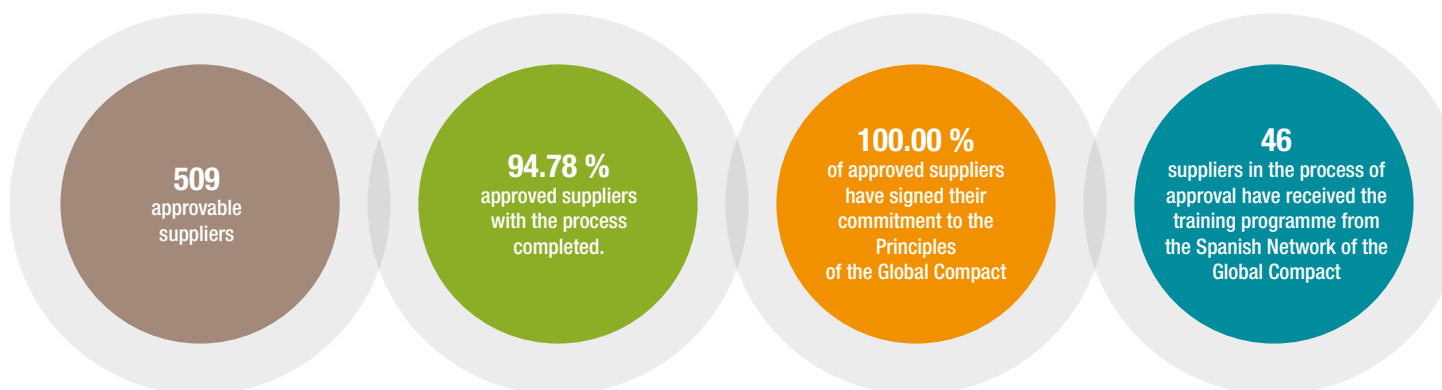 509
approvable
suppliers
94.78 %
approved suppliers
with the process
completed.
100.00 %
of approved suppliers
have signed their
commitment to the
Principles
of the Global Compact
46
suppliers in the process of
approval have received the
training programme from
the Spanish Network of the
Global Compact